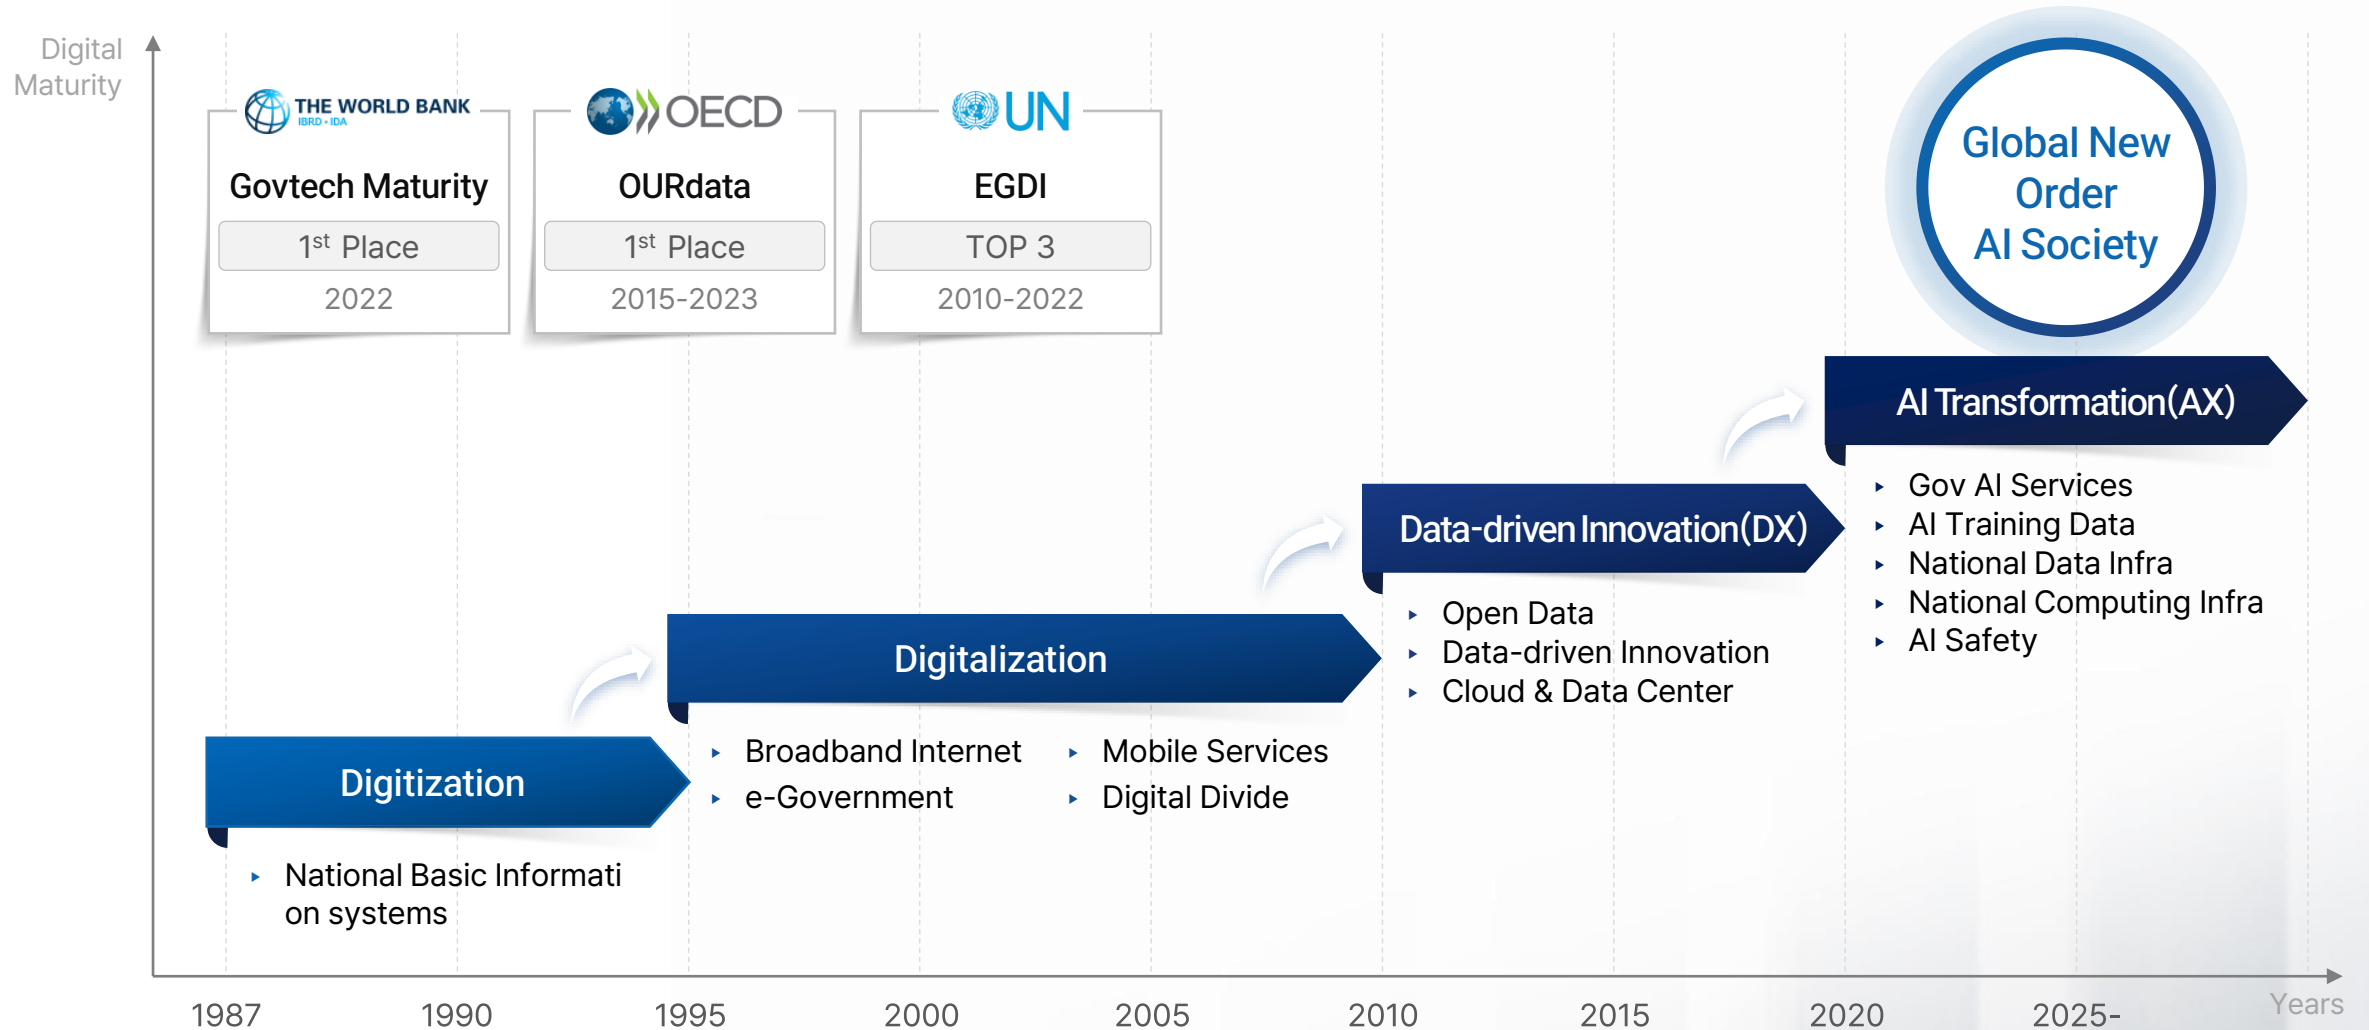 Digital
Maturity
THE WORLD BANK
IBRD • IDA
Govtech Maturity
1st Place
2022
OECD
OURdata
1st Place
2015-2023
UN
EGDI
TOP 3
2010-2022
Global New
Order
AI Society
AI Transformation(AX)
Gov AI Services
AI Training Data
National Data Infra
National Computing Infra
AI Safety
Data-driven Innovation(DX)
Open Data
Data-driven Innovation
Cloud & Data Center
Digitalization
Broadband Internet
e-Government
Mobile Services
Digital Divide
Digitization
National Basic Informati
on systems
1987 1990 1995 2000 2005 2010 2015 2020 2025-
Years